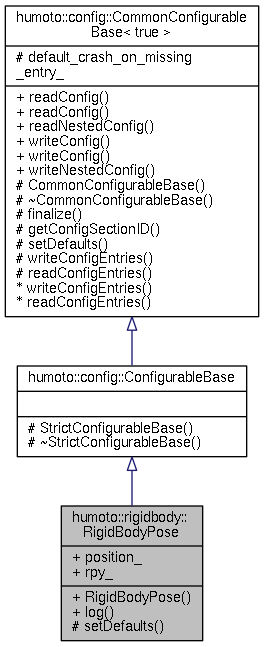 humoto::config::CommonConfigurable
Base< true >
# default_crash_on_missing
_entry_
+ readConfig()
+ readConfig()
+ readNestedConfig()
+ writeConfig()
+ writeConfig()
+ writeNestedConfig()
# CommonConfigurableBase()
# ~CommonConfigurableBase()
# finalize()
# getConfigSectionID()
# setDefaults()
# writeConfigEntries()
# readConfigEntries()
* writeConfigEntries()
* readConfigEntries()
humoto::config::ConfigurableBase
# StrictConfigurableBase()
# ~StrictConfigurableBase()
humoto::rigidbody::
RigidBodyPose
+ position_
+ rpy_
+ RigidBodyPose()
+ log()
# setDefaults()